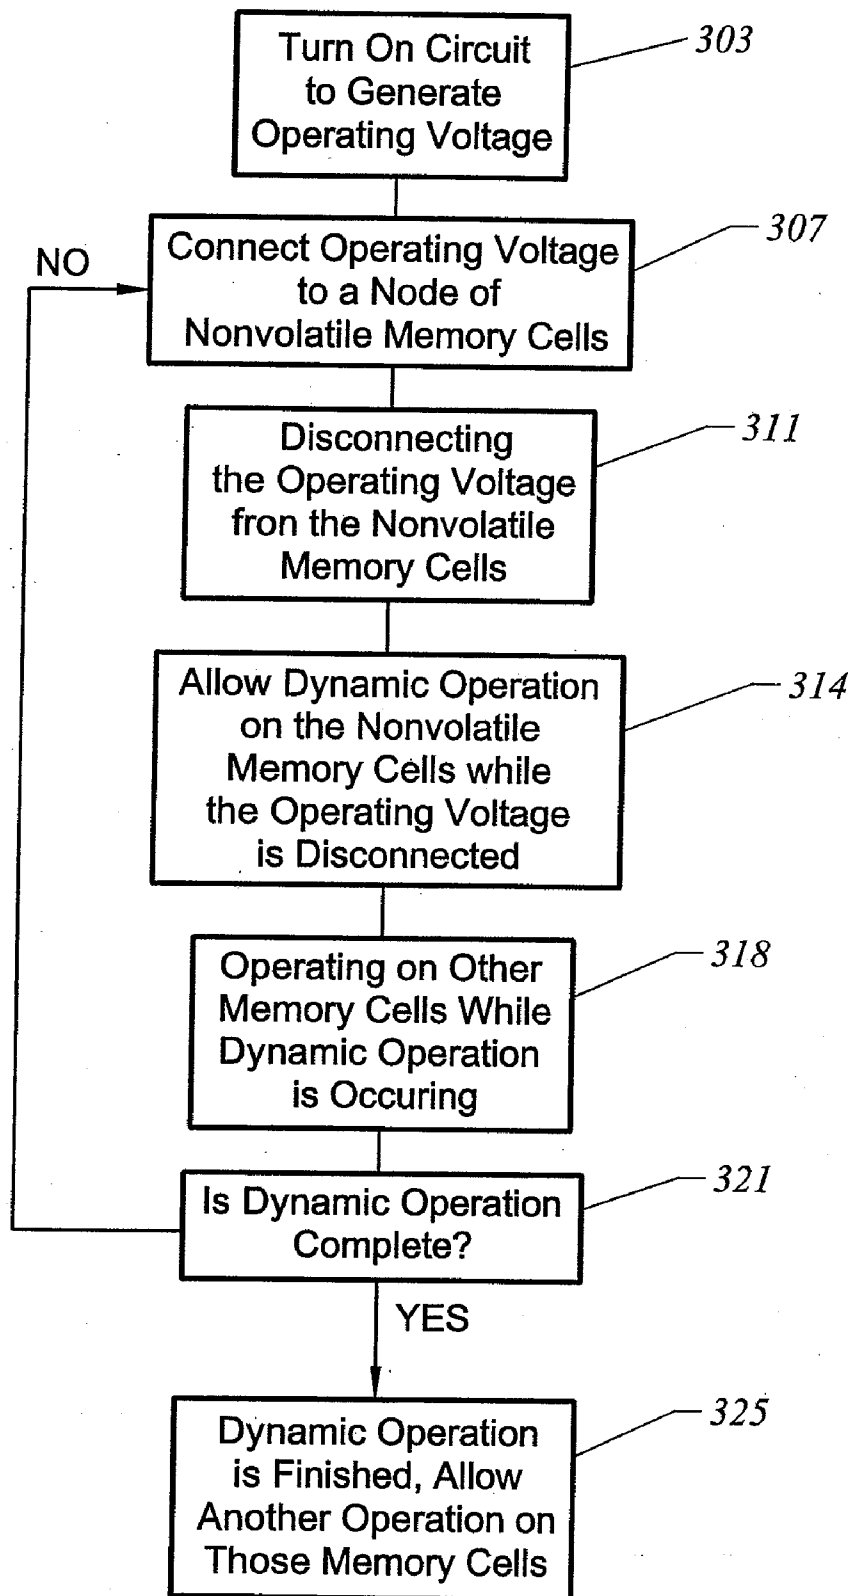 Turn On Circuit
to Generate
Operating Voltage
303
Connect Operating Voltage
to a Node of
Nonvolatile Memory Cells
307
NO
Disconnecting
the Operating Voltage
fron the Nonvolatile
Memory Cells
311
Allow Dynamic Operation
on the Nonvolatile
Memory Cells while
the Operating Voltage
is Disconnected
314
Operating on Other
Memory Cells While
Dynamic Operation
is Occuring
318
Is Dynamic Operation
Complete?
321
YES
Dynamic Operation
is Finished, Allow
Another Operation on
Those Memory Cells
325